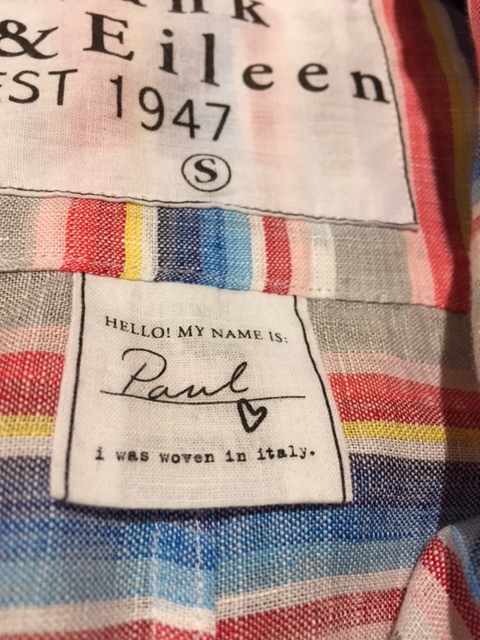 & Eileen
EST 1947
S
HELLO! MY NAME IS:
Paul
i was woven in italy.